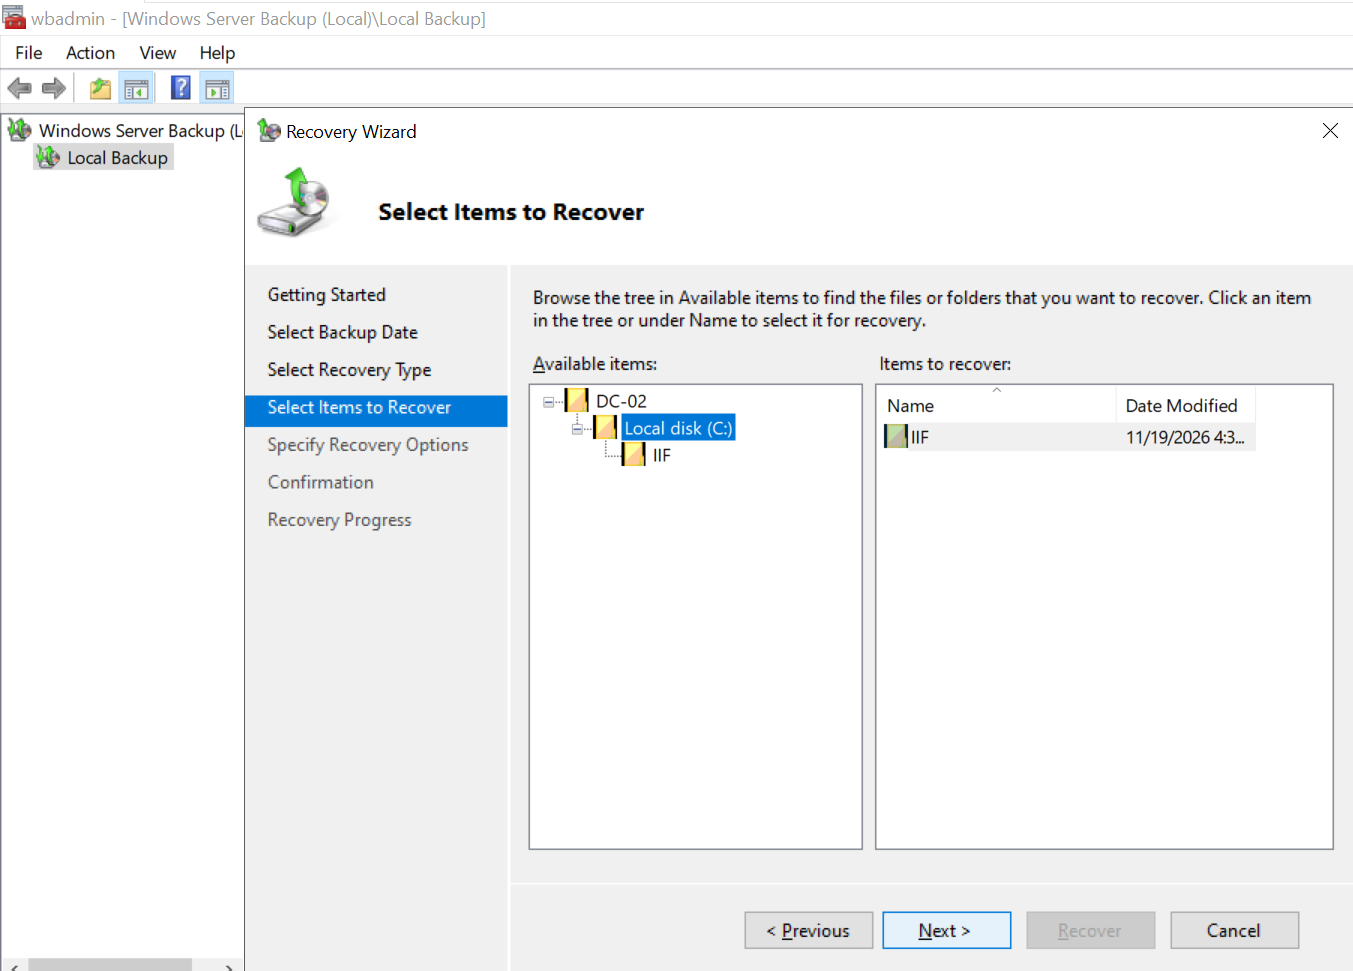 wbadmin - [Windows Server Backup (Local)\Local Backup]
File Action View Help
Windows Server Backup (L
Local Backup
Recovery Wizard
Select Items to Recover
Getting Started
Select Backup Date
Select Recovery Type
Select Items to Recover
Specify Recovery Options
Confirmation
Recovery Progress
Browse the tree in Available items to find the files or folders that you want to recover. Click an item
in the tree or under Name to select it for recovery.
Available items:
DC-02
Local disk (C:)
IIF
Items to recover:
Name Date Modified
IIF 11/19/2026 4:3...
< Previous Next > Recover Cancel